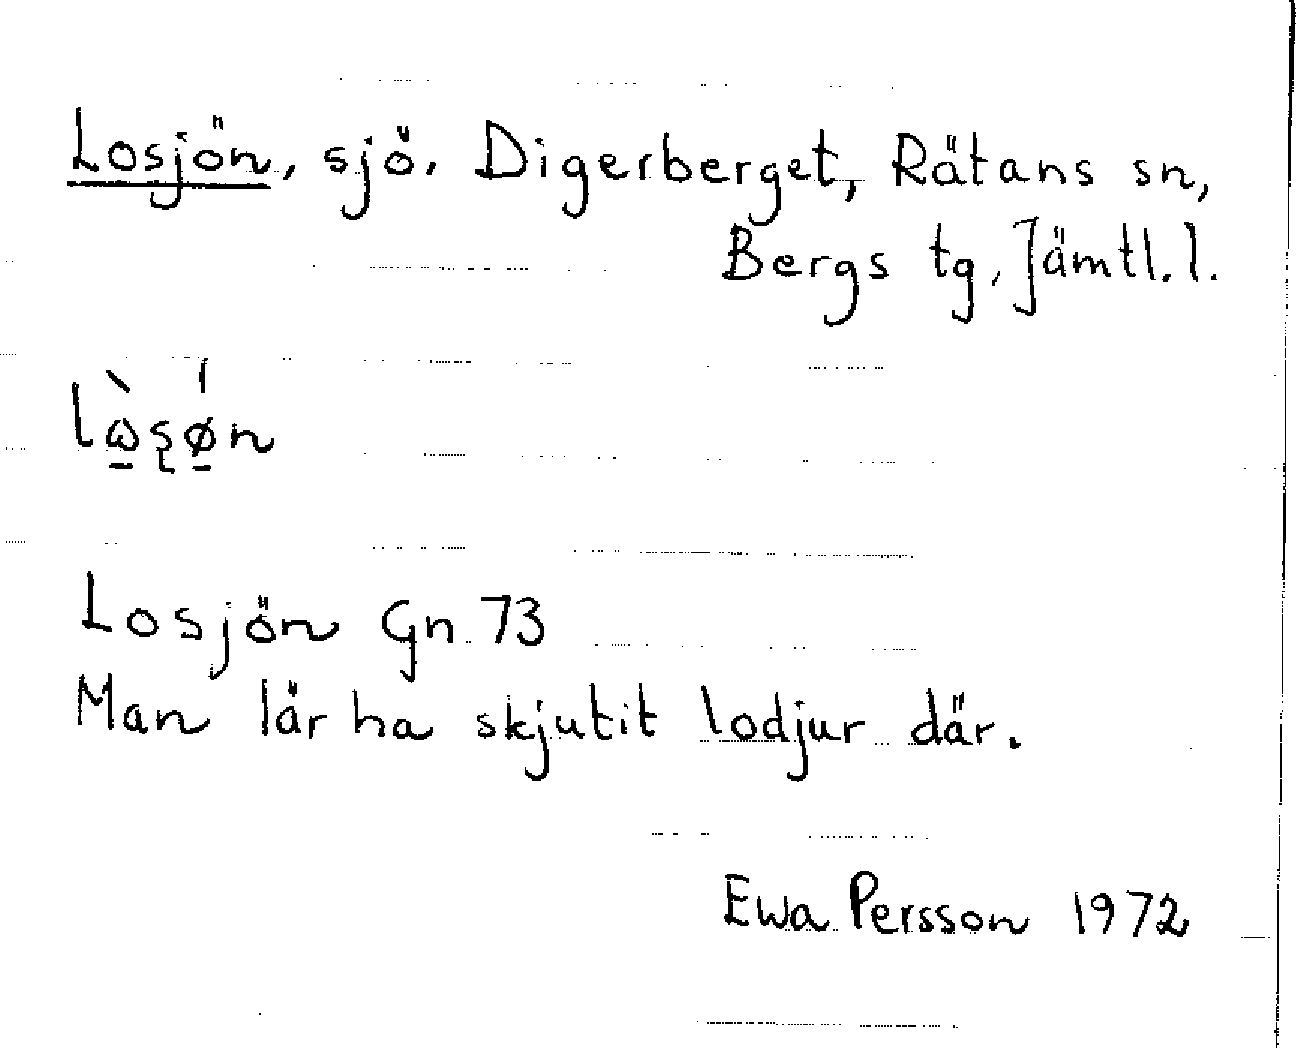 Losjön, sjö. Digerberget, Rätans sn,
Bergs tg, Jämtl. l.
Losjön Gn 73
Man lär ha skjutit lodjur där.
Ewa Persson 1972